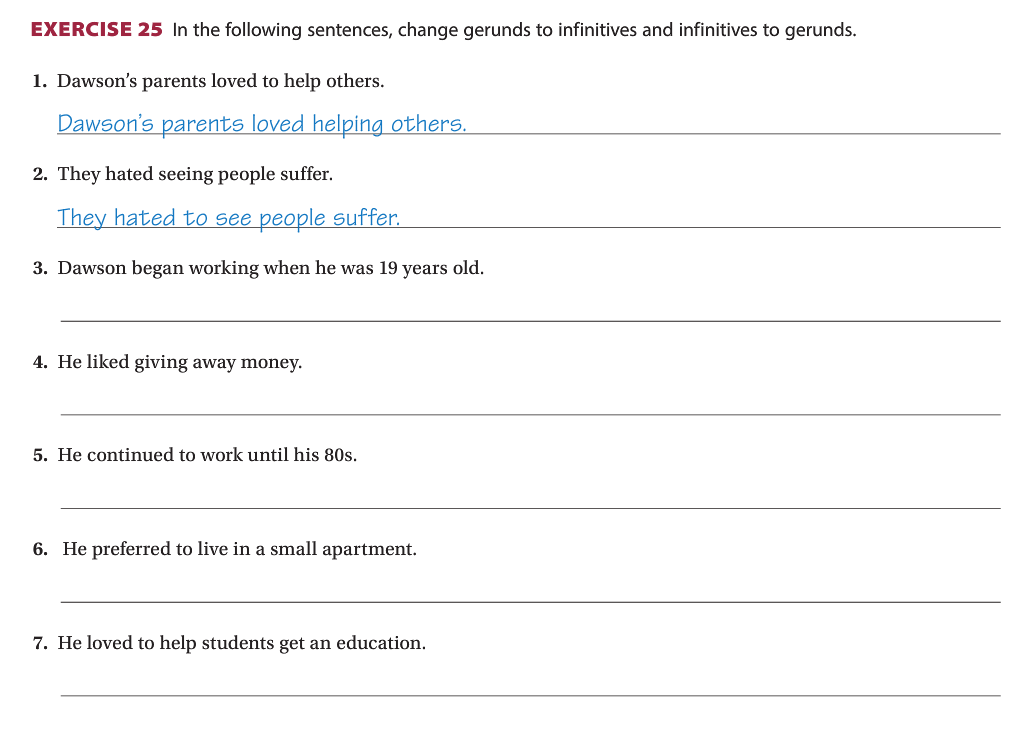 EXERCISE 25 In the following sentences, change gerunds to infinitives and infinitives to gerunds.
1. Dawson’s parents loved to help others.
Dawson’s parents loved helping others.
2. They hated seeing people suffer.
They hated to see people suffer.
3. Dawson began working when he was 19 years old.
4. He liked giving away money.
5. He continued to work until his 80s.
6. He preferred to live in a small apartment.
7. He loved to help students get an education.